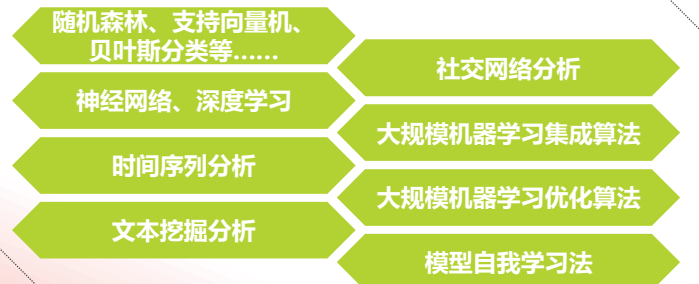 随机森林、支持向量机、
贝叶斯分类等……
神经网络、深度学习
时间序列分析
文本挖掘分析
社交网络分析
大规模机器学习集成算法
大规模机器学习优化算法
模型自我学习法